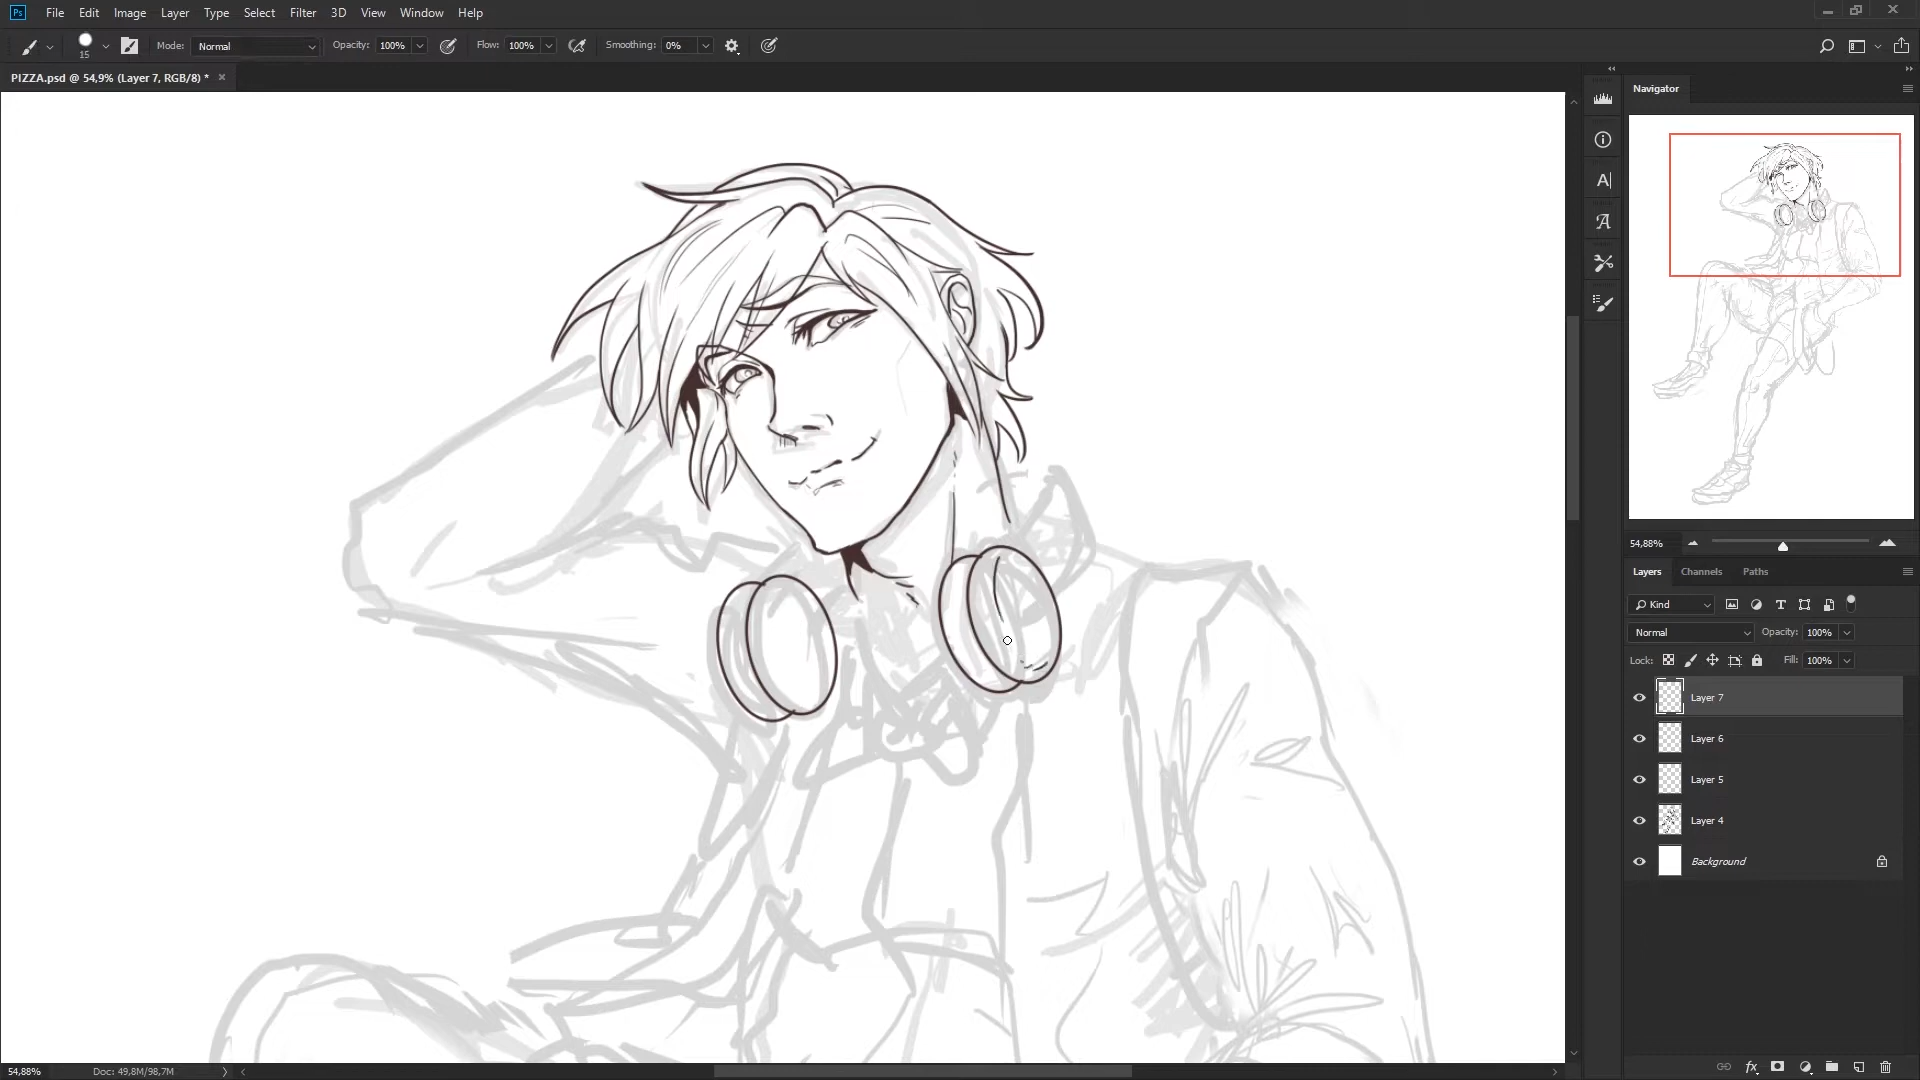 Ps File Edit Image Layer Type Select Filter 3D View Window Help
15 Mode: Normal Opacity: 100% Flow: 100% Smoothing: 0%
PIZZA.psd @ 54,9% (Layer 7, RGB/8) * ×
Navigator
54,88%
Layers Channels Paths
Kind
Normal Opacity: 100%
Lock: Fill: 100%
Layer 7
Layer 6
Layer 5
Layer 4
Background
54,88% Doc: 49,8M/98,7M